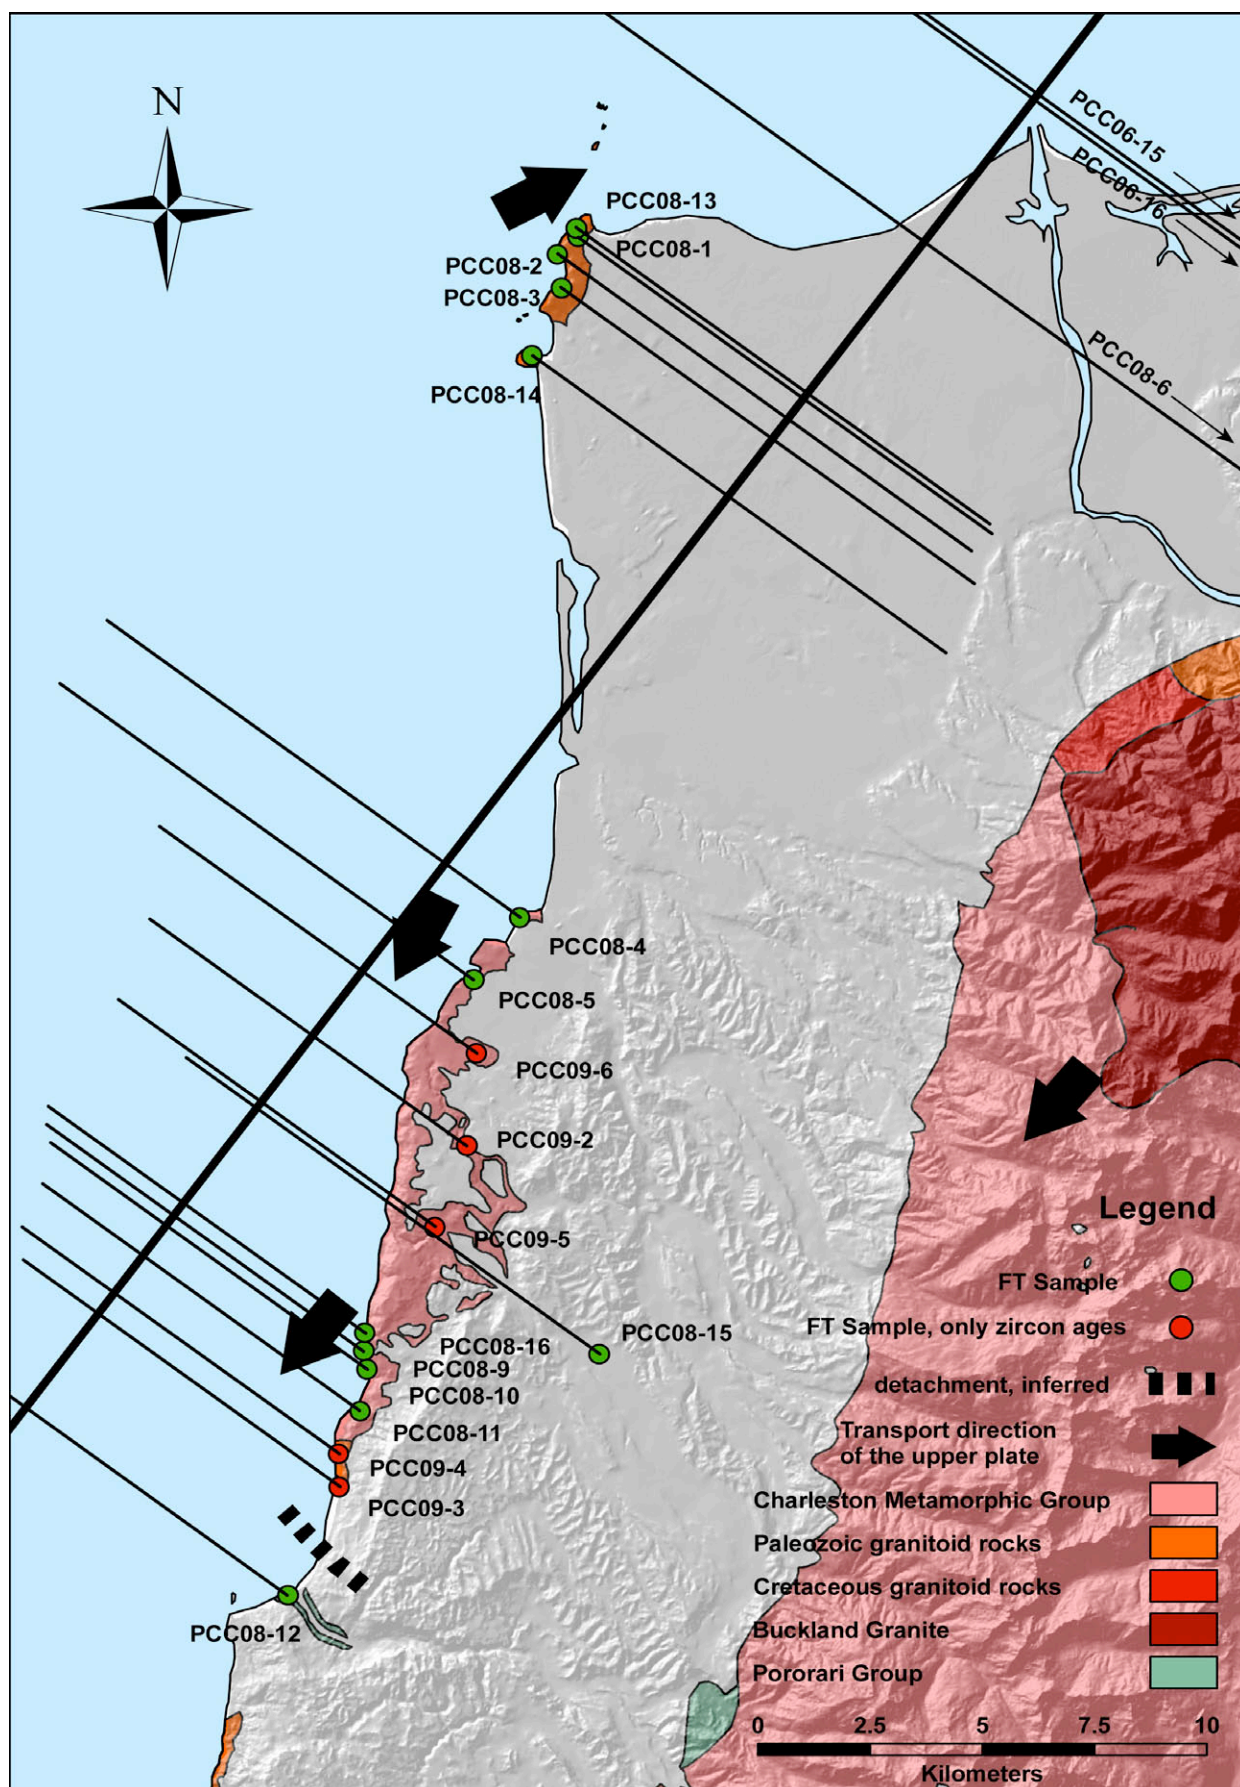 N
PCC06-15
PCC06-16
PCC08-13
PCC08-1
PCC08-2
PCC08-3
PCC08-14
PCC08-6
PCC08-4
PCC08-5
PCC09-6
PCC09-2
PCC09-5
PCC08-15
PCC08-16
PCC08-9
PCC08-10
PCC08-11
PCC09-4
PCC09-3
PCC08-12
Legend
FT Sample
FT Sample, only zircon ages
detachment, inferred
Transport direction
of the upper plate
Charleston Metamorphic Group
Paleozoic granitoid rocks
Cretaceous granitoid rocks
Buckland Granite
Pororari Group
0 2.5 5 7.5 10
Kilometers